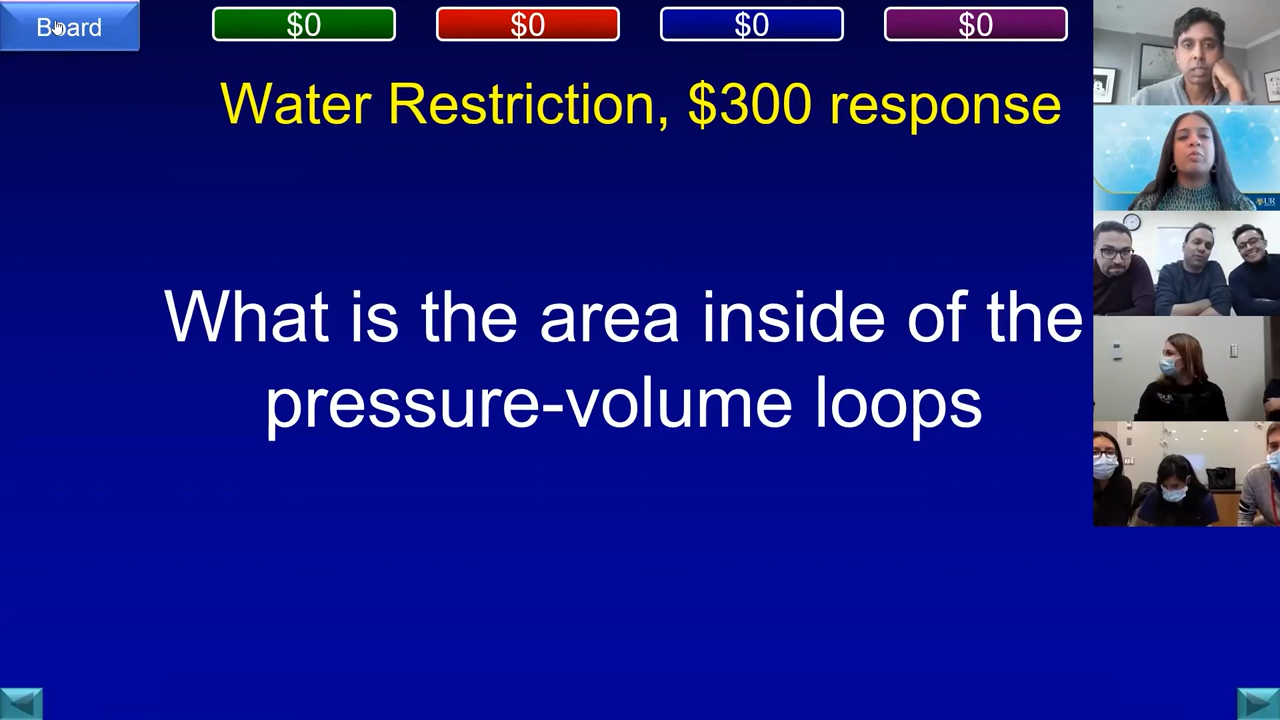 Board
$0
$0
$0
$0
Water Restriction, $300 response
What is the area inside of the
pressure-volume loops
UR